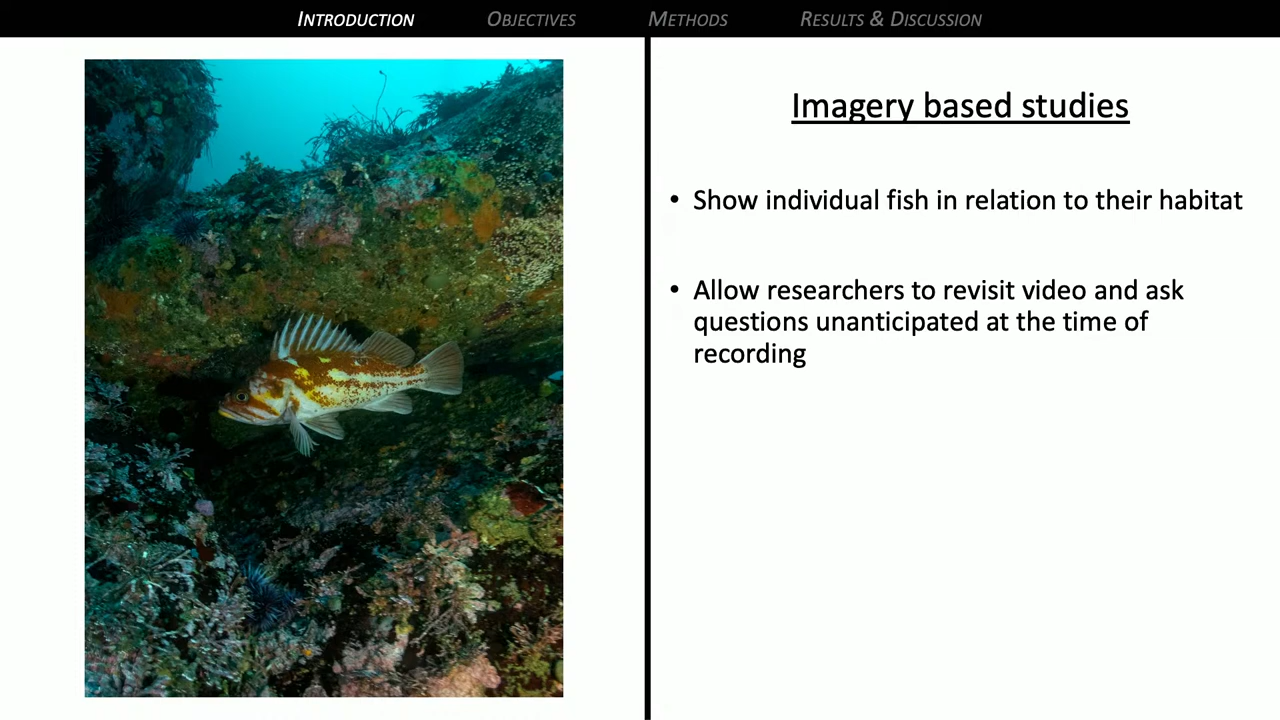 INTRODUCTION OBJECTIVES METHODS RESULTS & DISCUSSION
Imagery based studies
• Show individual fish in relation to their habitat
• Allow researchers to revisit video and ask
questions unanticipated at the time of
recording